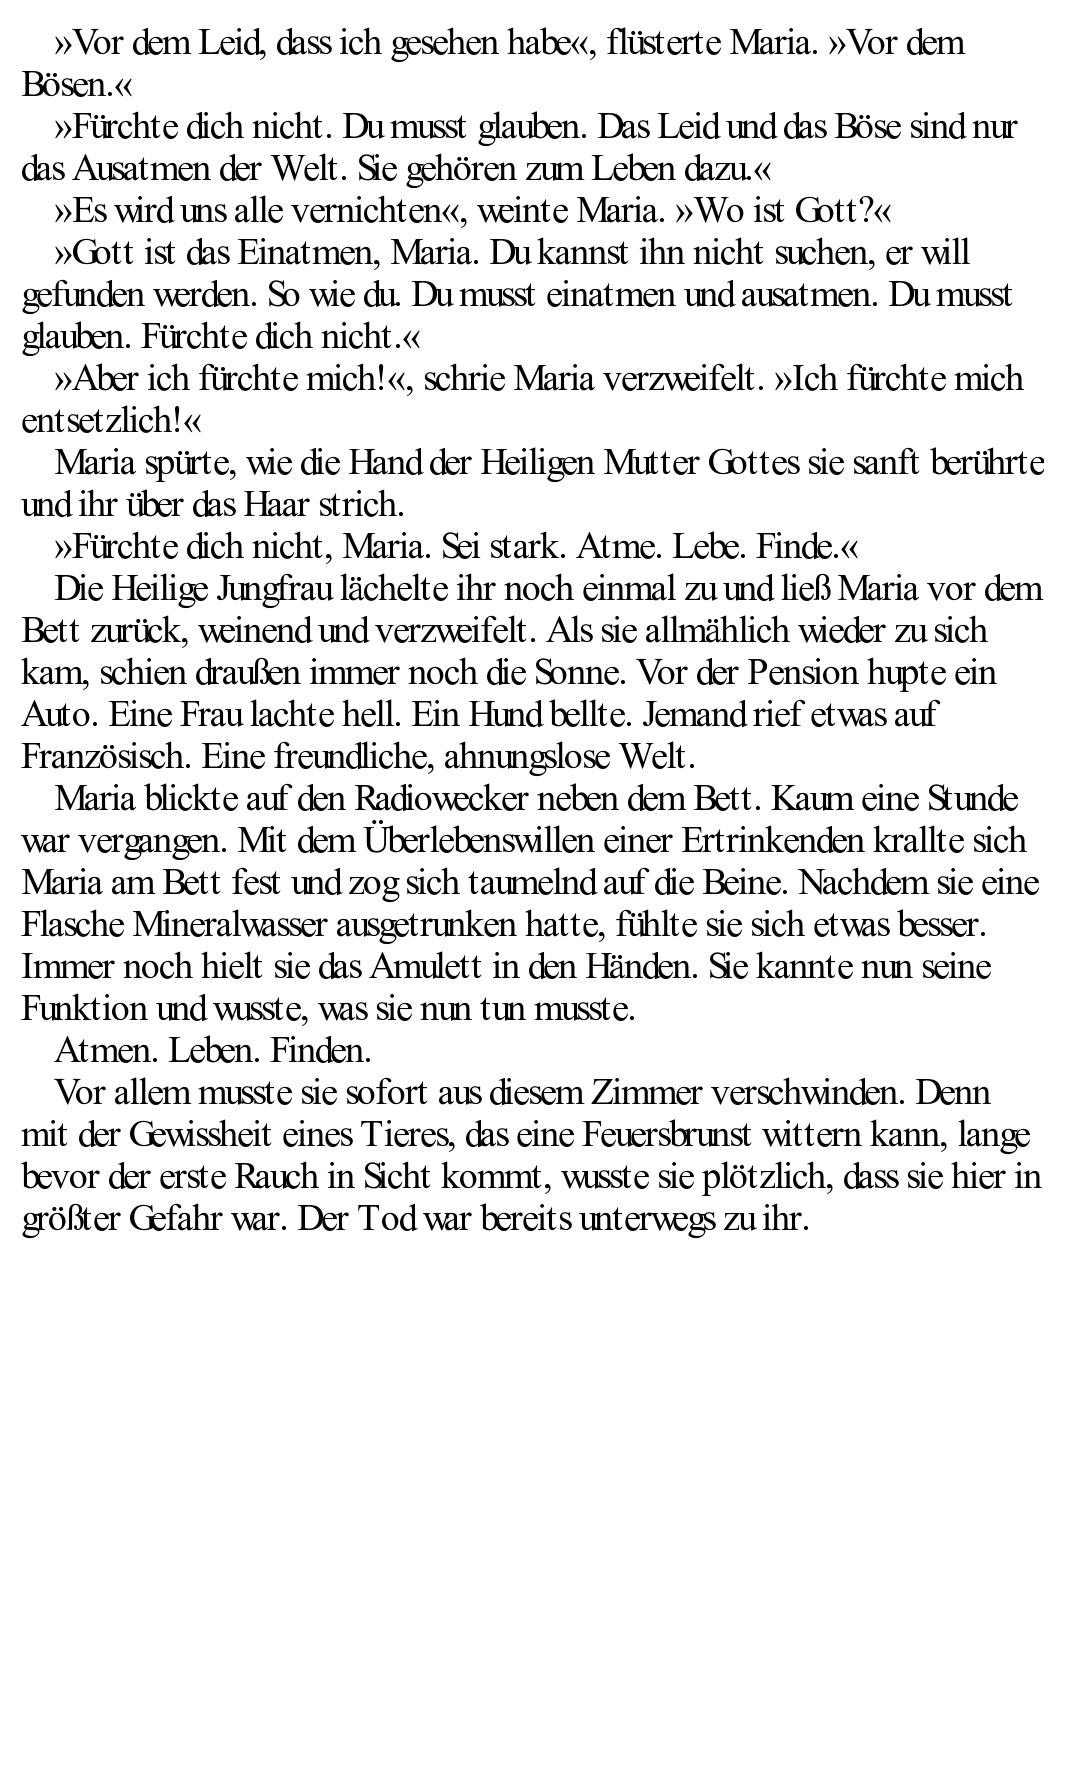 »Vor dem Leid, dass ich gesehen habe«, flüsterte Maria. »Vor dem
Bösen.«
»Fürchte dich nicht. Du musst glauben. Das Leid und das Böse sind nur
das Ausatmen der Welt. Sie gehören zum Leben dazu.«
»Es wird uns alle vernichten«, weinte Maria. »Wo ist Gott?«
»Gott ist das Einatmen, Maria. Du kannst ihn nicht suchen, er will
gefunden werden. So wie du. Du musst einatmen und ausatmen. Du musst
glauben. Fürchte dich nicht.«
»Aber ich fürchte mich!«, schrie Maria verzweifelt. »Ich fürchte mich
entsetzlich!«
Maria spürte, wie die Hand der Heiligen Mutter Gottes sie sanft berührte
und ihr über das Haar strich.
»Fürchte dich nicht, Maria. Sei stark. Atme. Lebe. Finde.«
Die Heilige Jungfrau lächelte ihr noch einmal zu und ließ Maria vor dem
Bett zurück, weinend und verzweifelt. Als sie allmählich wieder zu sich
kam, schien draußen immer noch die Sonne. Vor der Pension hupte ein
Auto. Eine Frau lachte hell. Ein Hund bellte. Jemand rief etwas auf
Französisch. Eine freundliche, ahnungslose Welt.
Maria blickte auf den Radiowecker neben dem Bett. Kaum eine Stunde
war vergangen. Mit dem Überlebenswillen einer Ertrinkenden krallte sich
Maria am Bett fest und zog sich taumelnd auf die Beine. Nachdem sie eine
Flasche Mineralwasser ausgetrunken hatte, fühlte sie sich etwas besser.
Immer noch hielt sie das Amulett in den Händen. Sie kannte nun seine
Funktion und wusste, was sie nun tun musste.
Atmen. Leben. Finden.
Vor allem musste sie sofort aus diesem Zimmer verschwinden. Denn
mit der Gewissheit eines Tieres, das eine Feuersbrunst wittern kann, lange
bevor der erste Rauch in Sicht kommt, wusste sie plötzlich, dass sie hier in
größter Gefahr war. Der Tod war bereits unterwegs zu ihr.